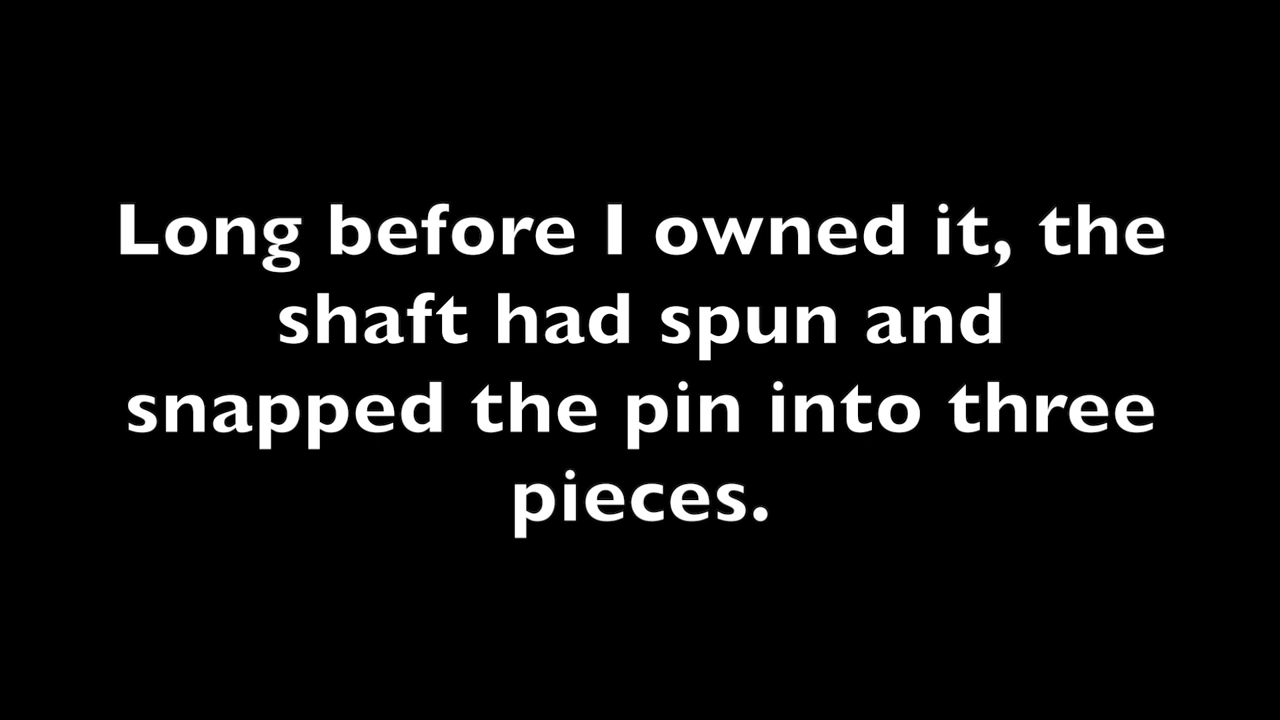 Long before I owned it, the
shaft had spun and
snapped the pin into three
pieces.